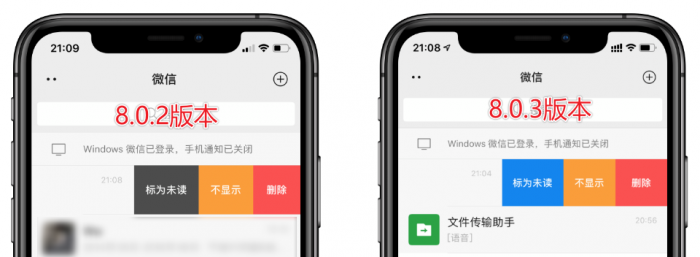 21:09
微信
8.0.2版本
Windows 微信已登录，手机通知已关闭
21:08
标为未读
不显示
删除
21:08
微信
8.0.3版本
Windows 微信已登录，手机通知已关闭
21:04
标为未读
不显示
删除
文件传输助手
20:56
[语音]